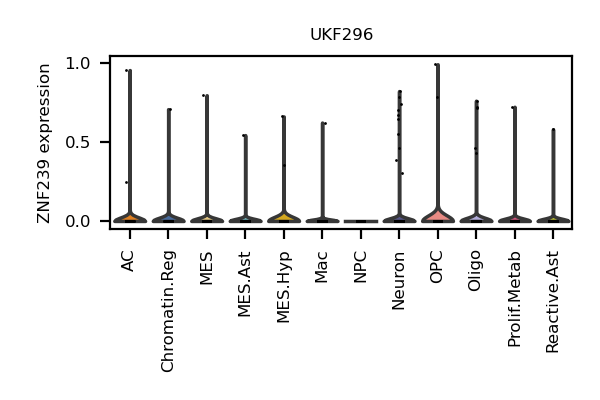 UKF296
ZNF239 expression
1.0
0.5
0.0
AC
Chromatin.Reg
MES
MES.Ast
MES.Hyp
Mac
NPC
Neuron
OPC
Oligo
Prolif.Metab
Reactive.Ast